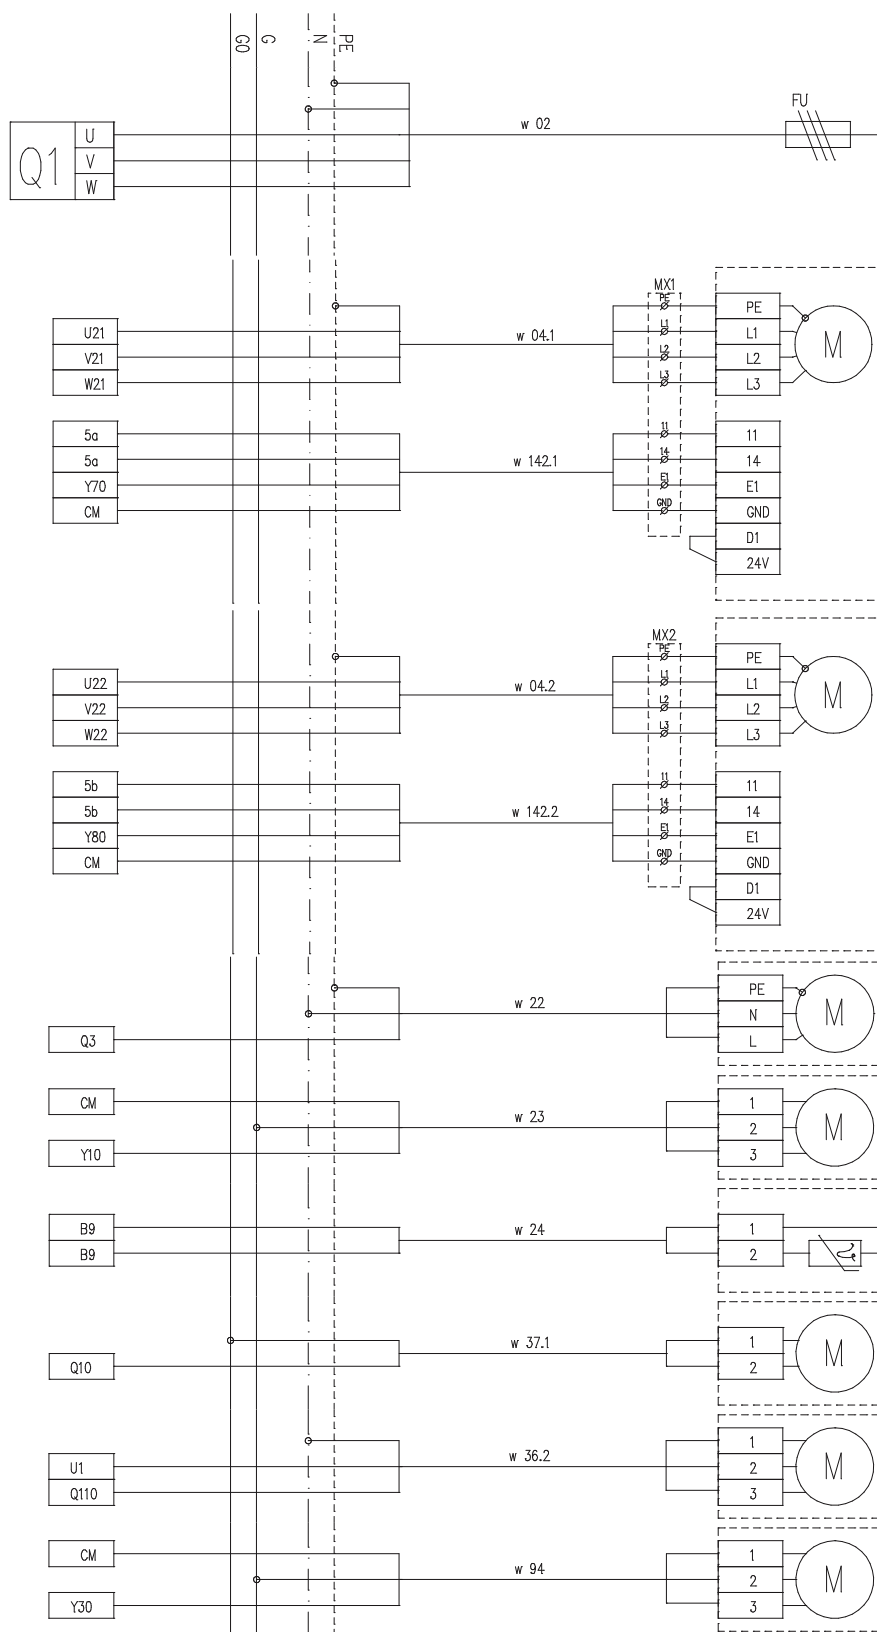 G0 G N PE
FU
w 02
Q1
U
V
W
MX1
PE PE
U21 L1 L1
w 04.1
M
V21 L2 L2
W21 L3 L3
5a 11 11
5a 14 14
w 142.1
Y70 E1 E1
CM GND GND
D1
24V
MX2
PE PE
U22 L1 L1
w 04.2
M
V22 L2 L2
W22 L3 L3
5b 11 11
5b 14 14
w 142.2
Y80 E1 E1
CM GND GND
D1
24V
PE
w 22
N M
Q3 L
CM 1
w 23
2 M
Y10 3
B9 w 24 1
B9 2
w 37.1 1
M
Q10 2
1
w 36.2
U1 2 M
Q110 3
CM 1
w 94
2 M
Y30 3